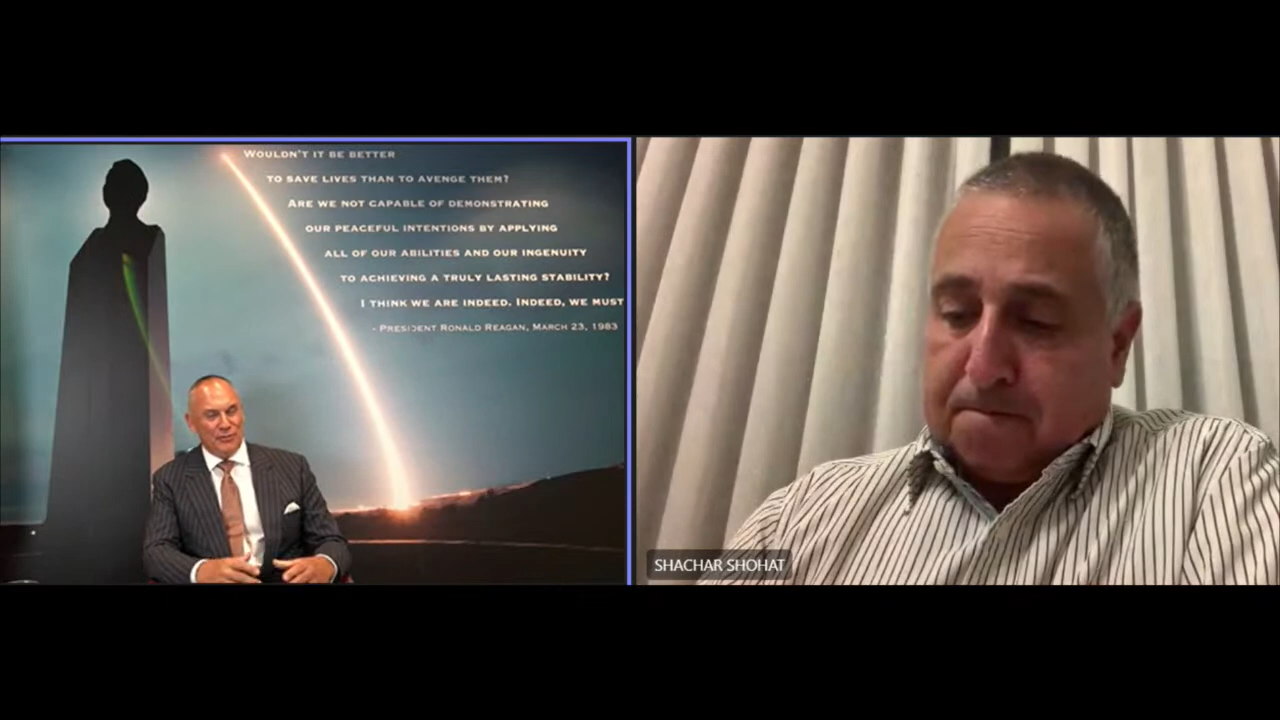 WOULDN'T IT BE BETTER
TO SAVE LIVES THAN TO AVENGE THEM?
ARE WE NOT CAPABLE OF DEMONSTRATING
OUR PEACEFUL INTENTIONS BY APPLYING
ALL OF OUR ABILITIES AND OUR INGENUITY
TO ACHIEVING A TRULY LASTING STABILITY?
I THINK WE ARE INDEED. INDEED, WE MUST
- PRESIDENT RONALD REAGAN, MARCH 23, 1983
SHACHAR SHOHAT